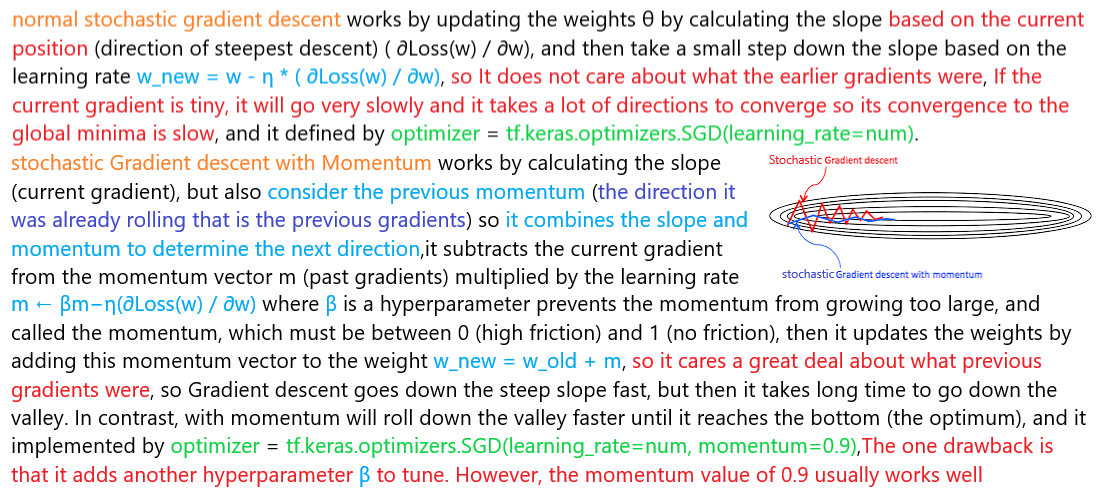 normal stochastic gradient descent works by updating the weights θ by calculating the slope based on the current
position (direction of steepest descent) ( ∂Loss(w) / ∂w), and then take a small step down the slope based on the
learning rate w_new = w - η * ( ∂Loss(w) / ∂w), so It does not care about what the earlier gradients were, If the
current gradient is tiny, it will go very slowly and it takes a lot of directions to converge so its convergence to the
global minima is slow, and it defined by optimizer = tf.keras.optimizers.SGD(learning_rate=num).
stochastic Gradient descent with Momentum works by calculating the slope
(current gradient), but also consider the previous momentum (the direction it
was already rolling that is the previous gradients) so it combines the slope and
momentum to determine the next direction,it subtracts the current gradient
from the momentum vector m (past gradients) multiplied by the learning rate
m ← βm−η(∂Loss(w) / ∂w) where β is a hyperparameter prevents the momentum from growing too large, and
called the momentum, which must be between 0 (high friction) and 1 (no friction), then it updates the weights by
adding this momentum vector to the weight w_new = w_old + m, so it cares a great deal about what previous
gradients were, so Gradient descent goes down the steep slope fast, but then it takes long time to go down the
valley. In contrast, with momentum will roll down the valley faster until it reaches the bottom (the optimum), and it
implemented by optimizer = tf.keras.optimizers.SGD(learning_rate=num, momentum=0.9),The one drawback is
that it adds another hyperparameter β to tune. However, the momentum value of 0.9 usually works well
Stochastic Gradient descent
stochastic Gradient descent with momentum